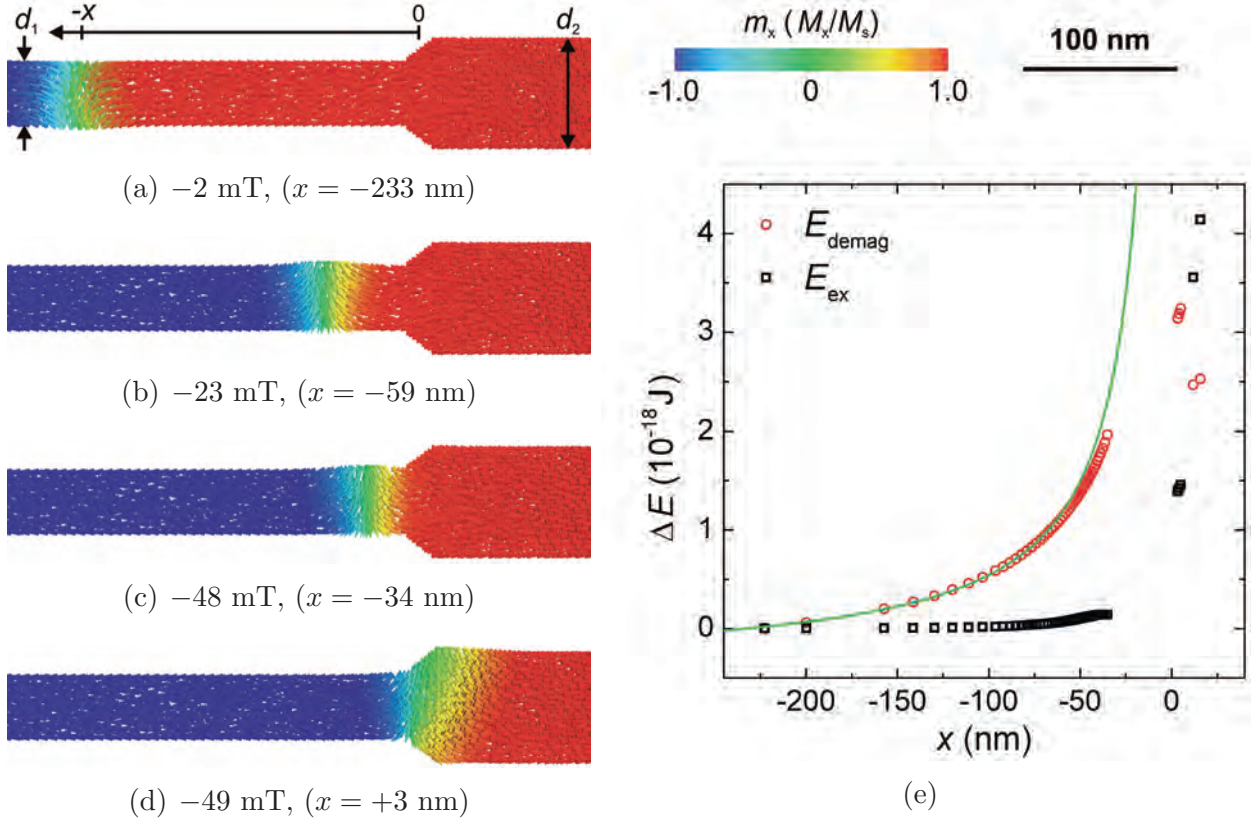 d₁
-x
0
d₂
(a) −2 mT, (x = −233 nm)
(b) −23 mT, (x = −59 nm)
(c) −48 mT, (x = −34 nm)
(d) −49 mT, (x = +3 nm)
mₓ (Mₓ/Mₛ)
-1.0 0 1.0
100 nm
E_demag
E_ex
ΔE (10⁻¹⁸ J)
4
3
2
1
0
-200 -150 -100 -50 0
x (nm)
(e)